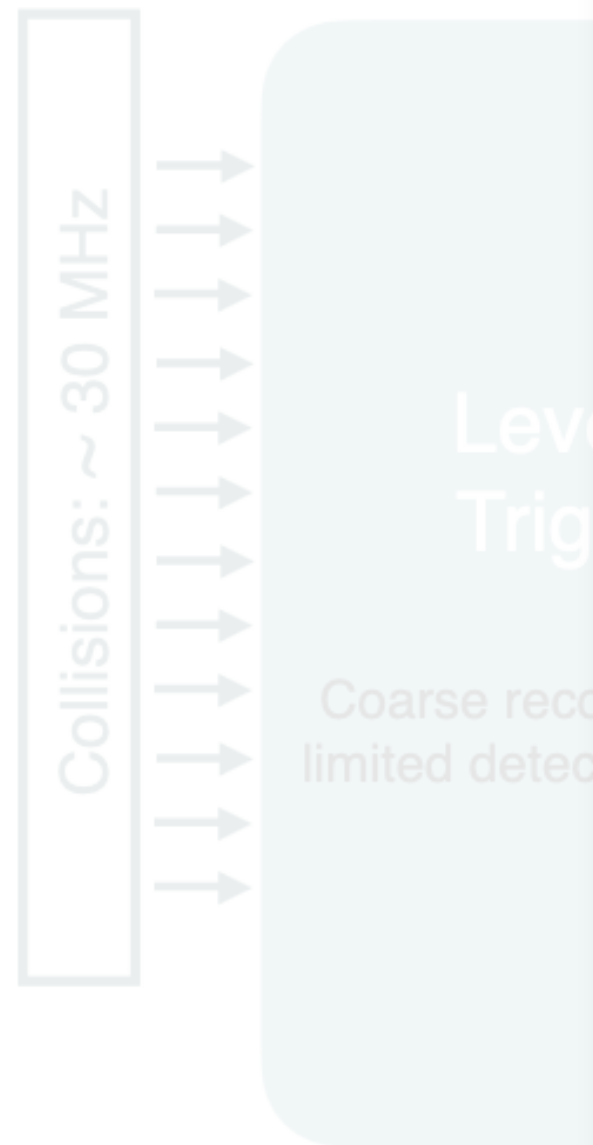 Collisions: ~ 30 MHz
Leve
Trig
Coarse reco
limited detec